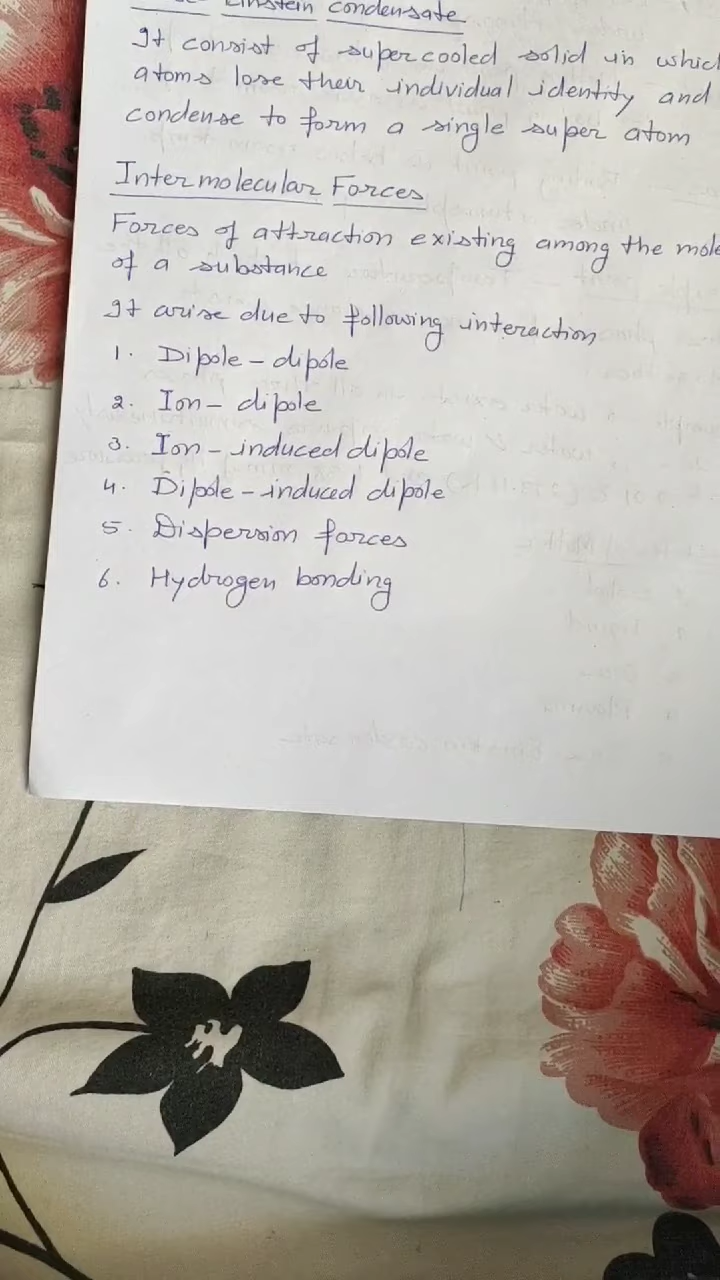 Einstein Condensate
It consist of supercooled solid in which
atoms lose their individual identity and
condense to form a single super atom
Intermolecular Forces
Forces of attraction existing among the mole
of a substance
It arise due to following interaction
1. Dipole - dipole
2. Ion - dipole
3. Ion - induced dipole
4. Dipole - induced dipole
5. Dispersion forces
6. Hydrogen bonding